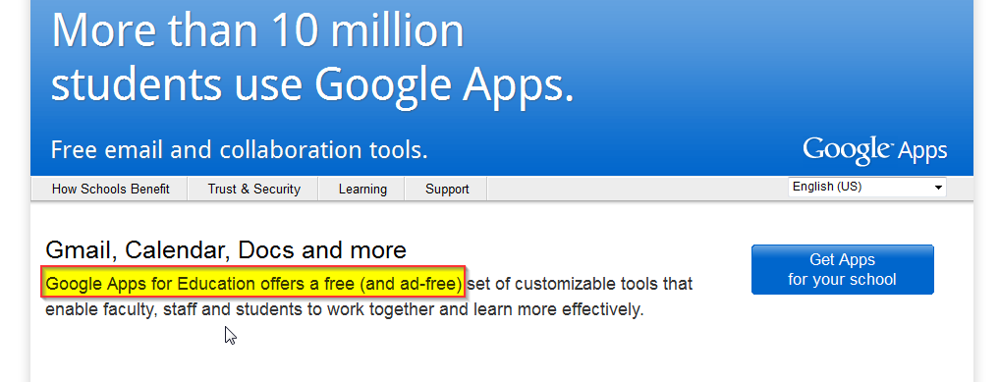 More than 10 million
students use Google Apps.
Free email and collaboration tools.
Google Apps
How Schools Benefit
Trust & Security
Learning
Support
English (US)
Gmail, Calendar, Docs and more
Google Apps for Education offers a free (and ad-free) set of customizable tools that
enable faculty, staff and students to work together and learn more effectively.
Get Apps
for your school